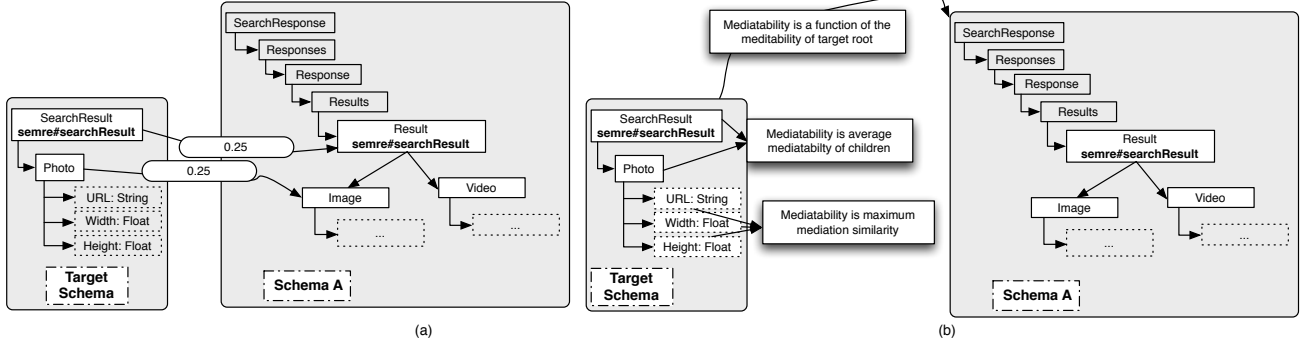 SearchResponse
Responses
Response
Results
Result
semre#searchResult
Image
Video
...
...
SearchResult
semre#searchResult
Photo
URL: String
Width: Float
Height: Float
0.25
0.25
Target
Schema
Schema A
(a)
Mediatability is a function of the
meditability of target root
SearchResult
semre#searchResult
Photo
URL: String
Width: Float
Height: Float
Mediatability is average
mediatabilty of children
Mediatability is maximum
mediation similarity
Target
Schema
SearchResponse
Responses
Response
Results
Result
semre#searchResult
Image
Video
...
...
Schema A
(b)